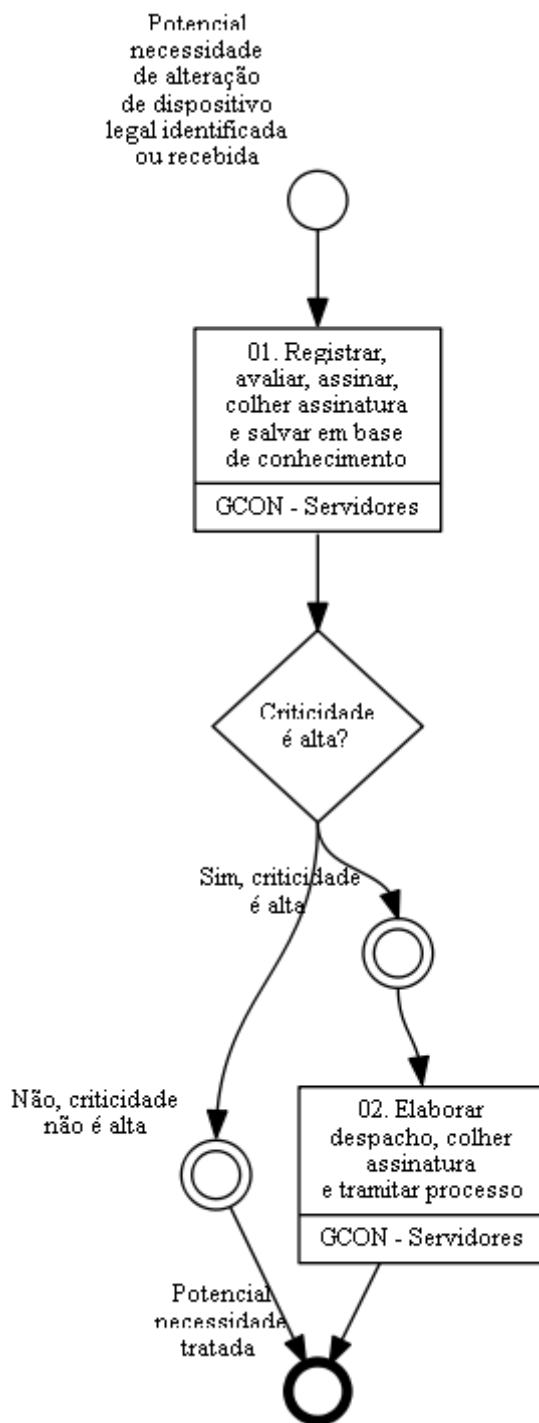 Potencial
necessidade
de alteração
de dispositivo
legal identificada
ou recebida
01. Registrar,
avaliar, assinar,
colher assinatura
e salvar em base
de conhecimento
GCON - Servidores
Criticidade
é alta?
Sim, criticidade
é alta
Não, criticidade
não é alta
02. Elaborar
despacho, colher
assinatura
e tramitar processo
GCON - Servidores
Potencial
necessidade
tratada